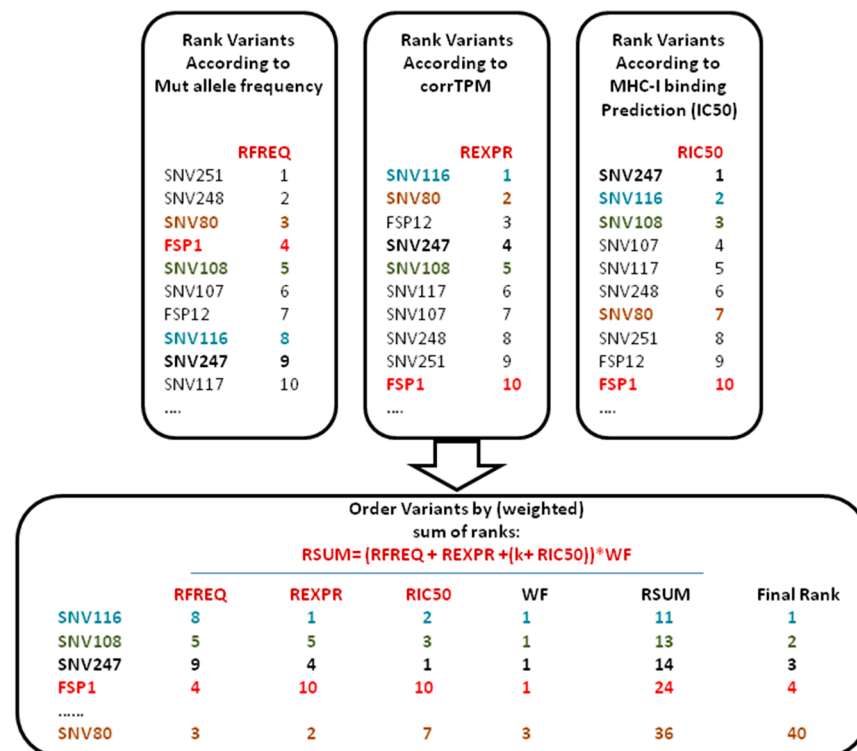 Rank Variants
According to
Mut allele frequency
RFREQ
SNV251 1
SNV248 2
SNV80 3
FSP1 4
SNV108 5
SNV107 6
FSP12 7
SNV116 8
SNV247 9
SNV117 10
....
Rank Variants
According to
corrTPM
REXPR
SNV116 1
SNV80 2
FSP12 3
SNV247 4
SNV108 5
SNV117 6
SNV107 7
SNV248 8
SNV251 9
FSP1 10
....
Rank Variants
According to
MHC-I binding
Prediction (IC50)
RIC50
SNV247 1
SNV116 2
SNV108 3
SNV107 4
SNV117 5
SNV248 6
SNV80 7
SNV251 8
FSP12 9
FSP1 10
....
Order Variants by (weighted)
sum of ranks:
RSUM= (RFREQ + REXPR +(k+ RIC50))*WF
RFREQ REXPR RIC50 WF RSUM Final Rank
SNV116 8 1 2 1 11 1
SNV108 5 5 3 1 13 2
SNV247 9 4 1 1 14 3
FSP1 4 10 10 1 24 4
......
SNV80 3 2 7 3 36 40